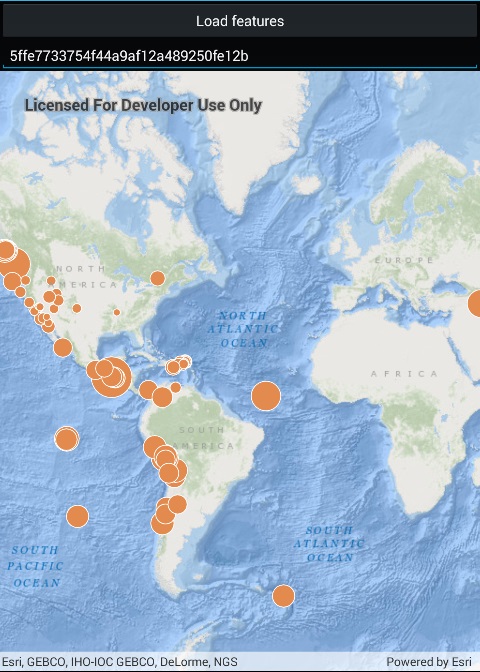 Load features
5ffe7733754f44a9af12a489250fe12b
Licensed For Developer Use Only
NORTH
AMERICA
EUROPE
NORTH
ATLANTIC
OCEAN
AFRICA
SOUTH
AMERICA
SOUTH
ATLANTIC
OCEAN
SOUTH
PACIFIC
OCEAN
Esri, GEBCO, IHO-IOC GEBCO, DeLorme, NGS
Powered by Esri